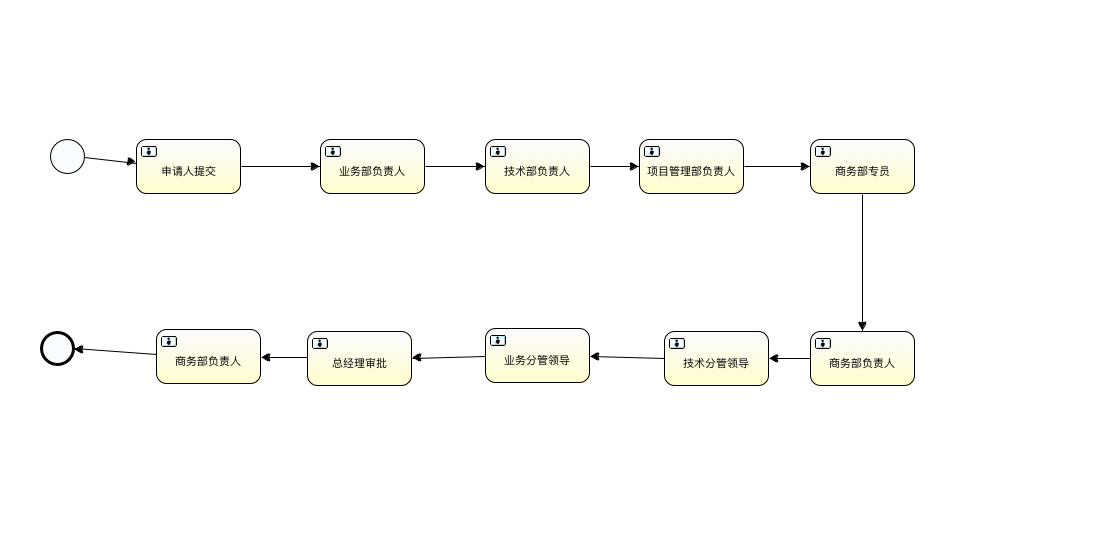 申请人提交
业务部负责人
技术部负责人
项目管理部负责人
商务部专员
商务部负责人
技术分管领导
业务分管领导
总经理审批
商务部负责人